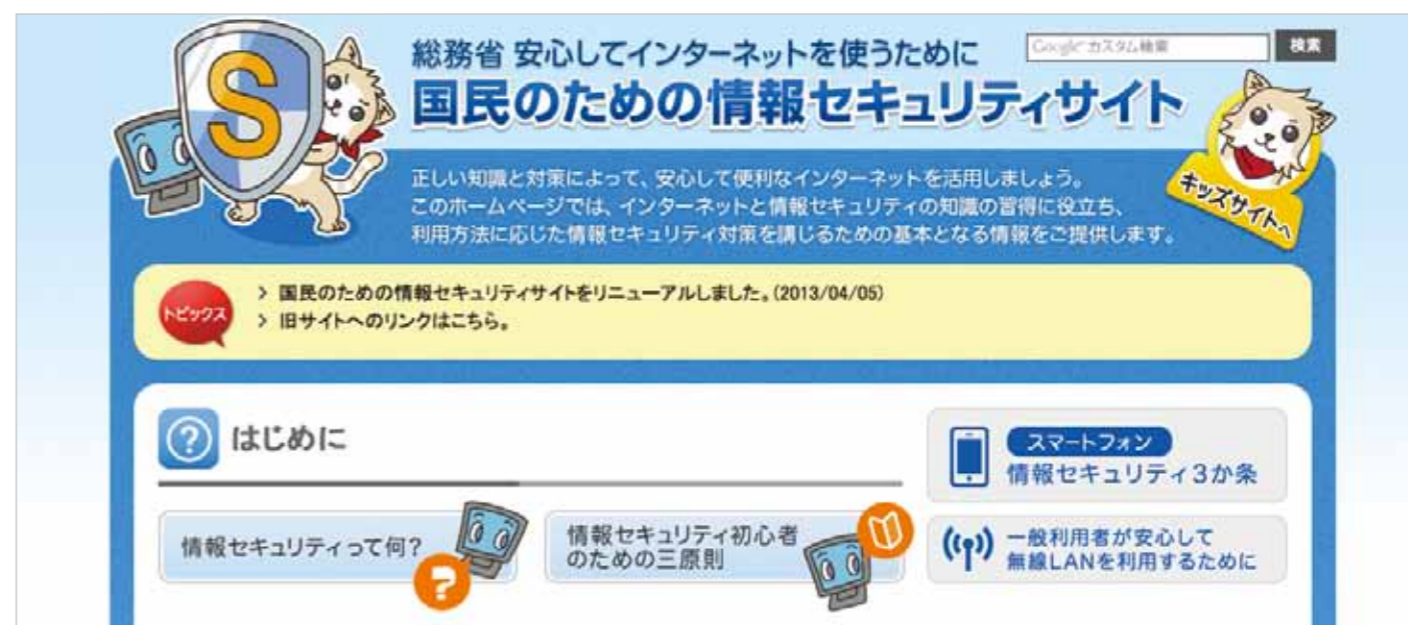 S
総務省 安心してインターネットを使うために
Google カスタム検索
検索
国民のための情報セキュリティサイト
キッズサイトへ
正しい知識と対策によって、安心して便利なインターネットを活用しましょう。
このホームページでは、インターネットと情報セキュリティの知識の習得に役立ち、
利用方法に応じた情報セキュリティ対策を講じるための基本となる情報をご提供します。
トピックス
> 国民のための情報セキュリティサイトをリニューアルしました。(2013/04/05)
> 旧サイトへのリンクはこちら。
? はじめに
情報セキュリティって何?
?
情報セキュリティ初心者
のための三原則
スマートフォン
情報セキュリティ3か条
一般利用者が安心して
無線LANを利用するために